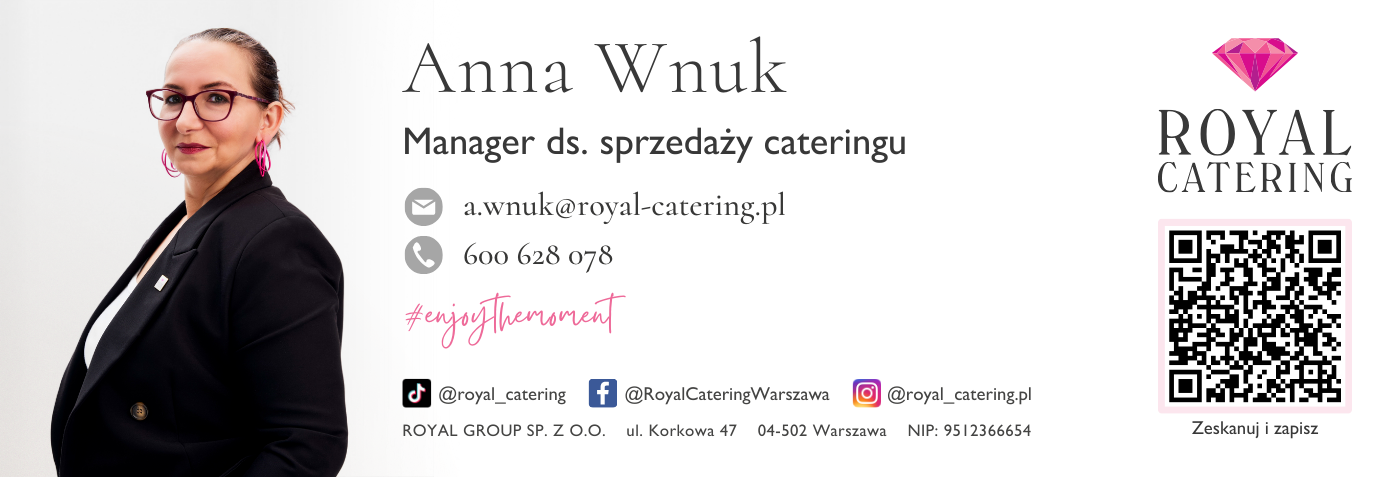 Anna Wnuk
Manager ds. sprzedaży cateringu
a.wnuk@royal-catering.pl
600 628 078
#enjoythemoment
@royal_catering @RoyalCateringWarszawa @royal_catering.pl
ROYAL GROUP SP. Z O.O. ul. Korkowa 47 04-502 Warszawa NIP: 9512366654
ROYAL
CATERING
Zeskanuj i zapisz